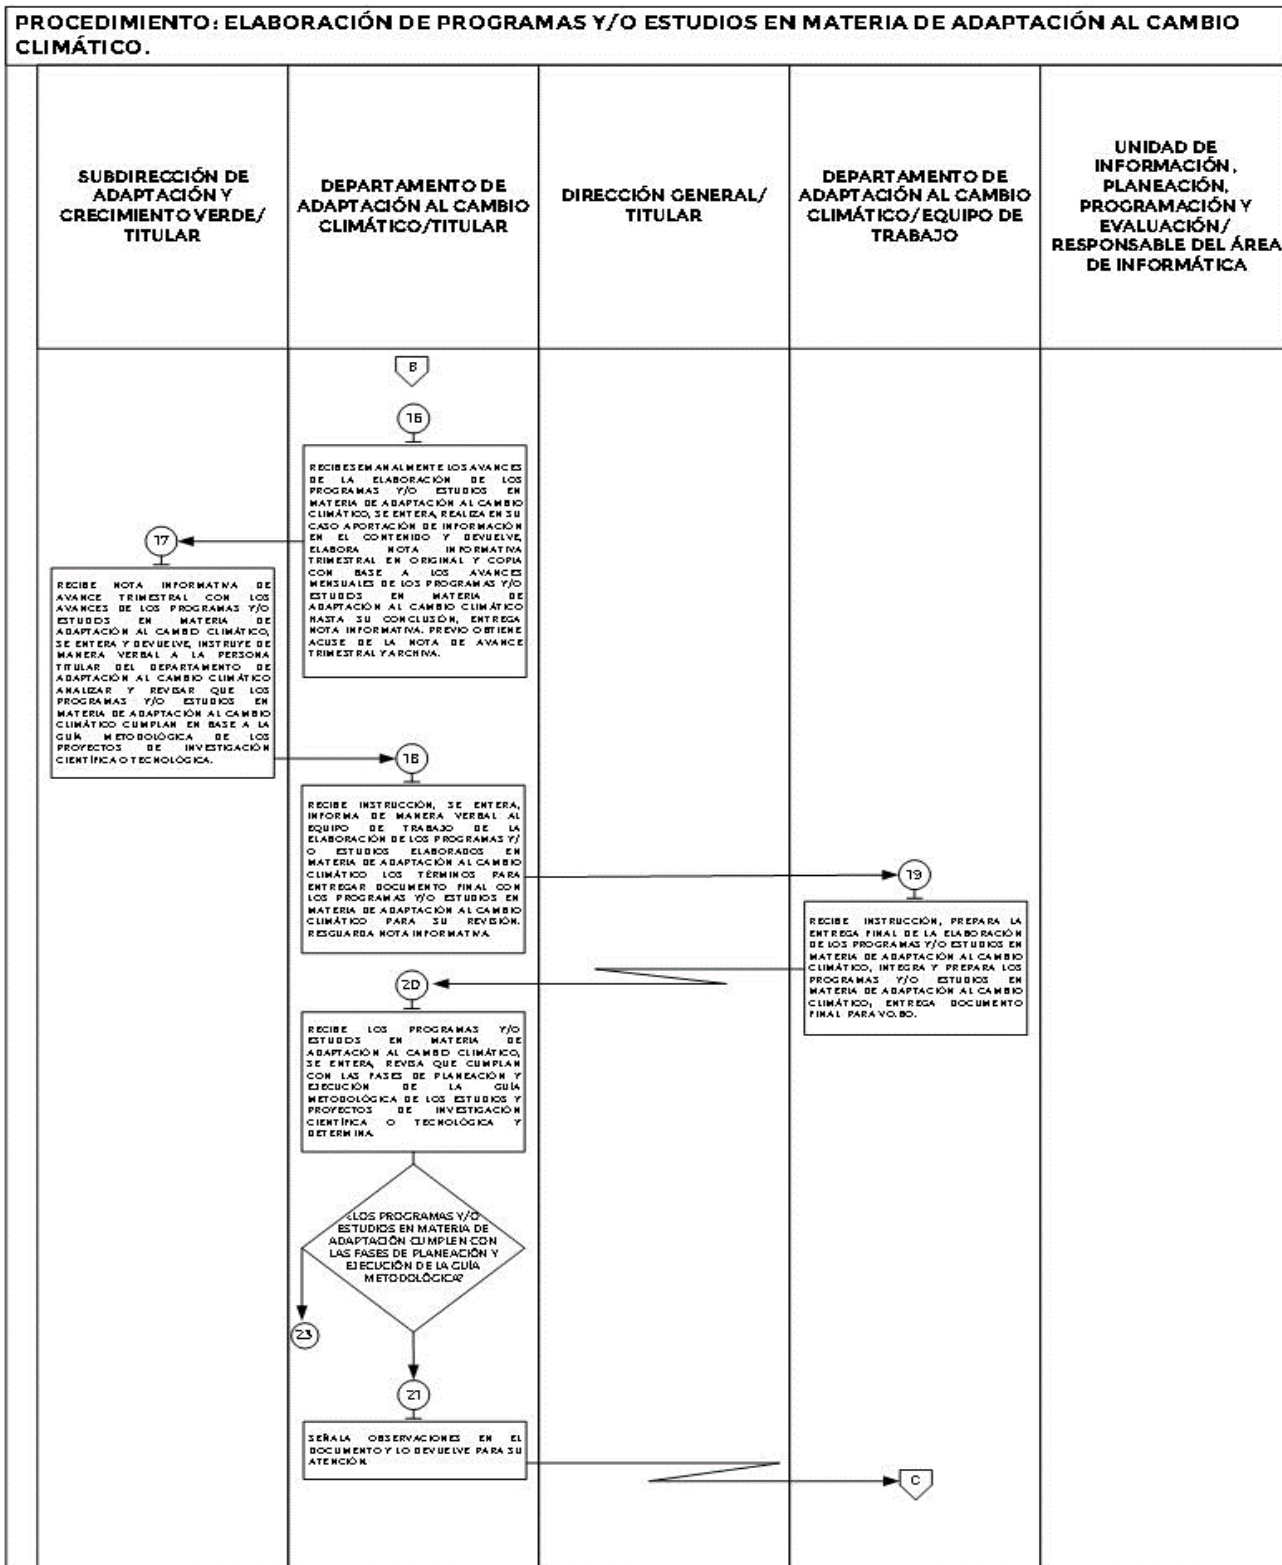 PROCEDIMIENTO: ELABORACIÓN DE PROGRAMAS Y/O ESTUDIOS EN MATERIA DE ADAPTACIÓN AL CAMBIO
CLIMÁTICO.
SUBDIRECCIÓN DE
ADAPTACIÓN Y
CRECIMIENTO VERDE/
TITULAR
DEPARTAMENTO DE
ADAPTACIÓN AL CAMBIO
CLIMÁTICO/TITULAR
DIRECCIÓN GENERAL/
TITULAR
DEPARTAMENTO DE
ADAPTACIÓN AL CAMBIO
CLIMÁTICO/EQUIPO DE
TRABAJO
UNIDAD DE
INFORMACIÓN,
PLANEACIÓN,
PROGRAMACIÓN Y
EVALUACIÓN/
RESPONSABLE DEL ÁREA
DE INFORMÁTICA
B
16
RECIBE SEMANALMENTE LOS AVANCES
DE LA ELABORACIÓN DE LOS
PROGRAMAS Y/O ESTUDIOS EN
MATERIA DE ADAPTACIÓN AL CAMBIO
CLIMÁTICO, SE ENTERA, REALIZA EN SU
CASO APORTACIÓN DE INFORMACIÓN
EN EL CONTENIDO Y DEVUELVE,
ELABORA NOTA INFORMATIVA
TRIMESTRAL EN ORIGINAL Y COPIA
CON BASE A LOS AVANCES
MENSUALES DE LOS PROGRAMAS Y/O
ESTUDIOS EN MATERIA DE
ADAPTACIÓN AL CAMBIO CLIMÁTICO
HASTA SU CONCLUSIÓN, ENTREGA
NOTA INFORMATIVA. PREVIO OBTIENE
ACUSE DE LA NOTA DE AVANCE
TRIMESTRAL Y ARCHIVA.
17
RECIBE NOTA INFORMATIVA DE
AVANCE TRIMESTRAL CON LOS
AVANCES DE LOS PROGRAMAS Y/O
ESTUDIOS EN MATERIA DE
ADAPTACIÓN AL CAMBIO CLIMÁTICO,
SE ENTERA Y DEVUELVE, INSTRUYE DE
MANERA VERBAL A LA PERSONA
TITULAR DEL DEPARTAMENTO DE
ADAPTACIÓN AL CAMBIO CLIMÁTICO
ANALIZAR Y REVISAR QUE LOS
PROGRAMAS Y/O ESTUDIOS EN
MATERIA DE ADAPTACIÓN AL CAMBIO
CLIMÁTICO CUMPLAN EN BASE A LA
GUÍA METODOLÓGICA DE LOS
PROYECTOS DE INVESTIGACIÓN
CIENTÍFICA O TECNOLÓGICA.
18
RECIBE INSTRUCCIÓN, SE ENTERA,
INFORMA DE MANERA VERBAL AL
EQUIPO DE TRABAJO DE LA
ELABORACIÓN DE LOS PROGRAMAS Y/
O ESTUDIOS ELABORADOS EN
MATERIA DE ADAPTACIÓN AL CAMBIO
CLIMÁTICO LOS TÉRMINOS PARA
ENTREGAR DOCUMENTO FINAL CON
LOS PROGRAMAS Y/O ESTUDIOS EN
MATERIA DE ADAPTACIÓN AL CAMBIO
CLIMÁTICO PARA SU REVISIÓN.
RESGUARDA NOTA INFORMATIVA.
19
RECIBE INSTRUCCIÓN, PREPARA LA
ENTREGA FINAL DE LA ELABORACIÓN
DE LOS PROGRAMAS Y/O ESTUDIOS EN
MATERIA DE ADAPTACIÓN AL CAMBIO
CLIMÁTICO, INTEGRA Y PREPARA LOS
PROGRAMAS Y/O ESTUDIOS EN
MATERIA DE ADAPTACIÓN AL CAMBIO
CLIMÁTICO, ENTREGA DOCUMENTO
FINAL PARA VO.BO.
20
RECIBE LOS PROGRAMAS Y/O
ESTUDIOS EN MATERIA DE
ADAPTACIÓN AL CAMBIO CLIMÁTICO,
SE ENTERA, REVISA QUE CUMPLAN
CON LAS FASES DE PLANEACIÓN Y
EJECUCIÓN DE LA GUÍA
METODOLÓGICA DE LOS ESTUDIOS Y
PROYECTOS DE INVESTIGACIÓN
CIENTÍFICA O TECNOLÓGICA Y
DETERMINA.
¿LOS PROGRAMAS Y/O
ESTUDIOS EN MATERIA DE
ADAPTACIÓN CUMPLEN CON
LAS FASES DE PLANEACIÓN Y
EJECUCIÓN DE LA GUÍA
METODOLÓGICA?
23
21
SEÑALA OBSERVACIONES EN EL
DOCUMENTO Y LO DEVUELVE PARA SU
ATENCIÓN.
C